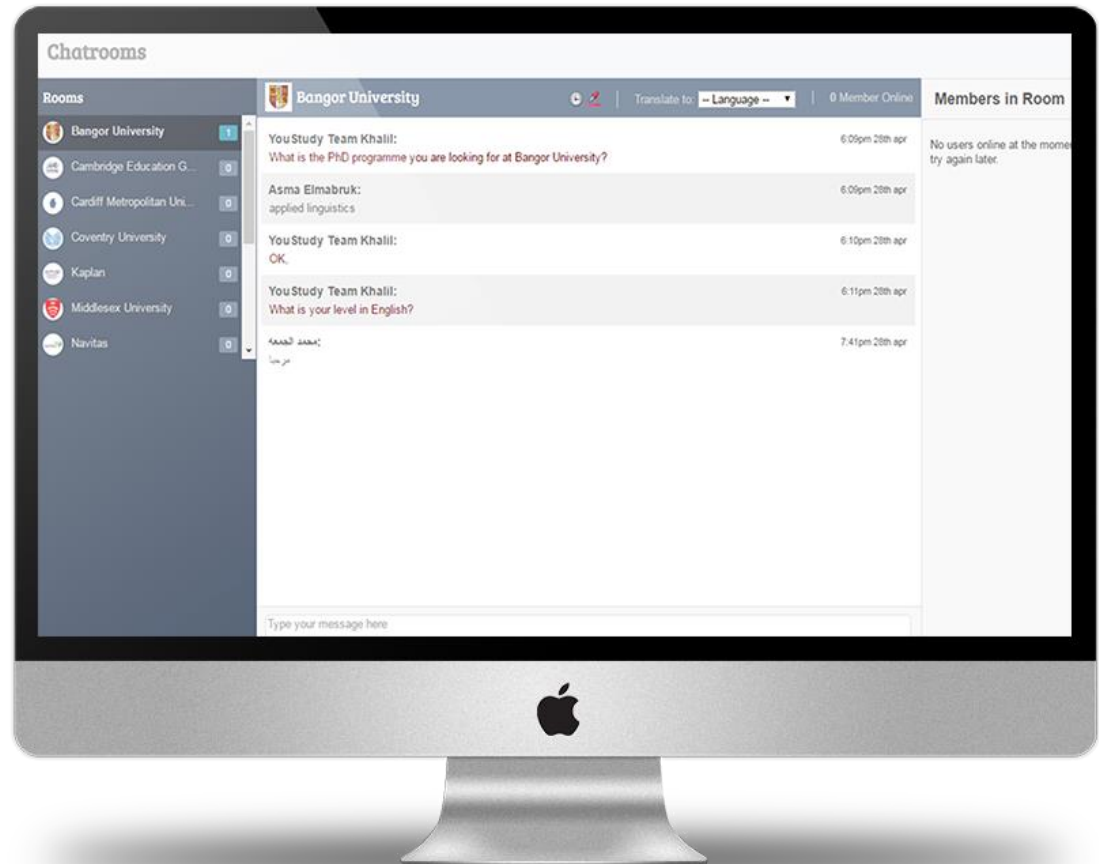 Chatrooms
Rooms
Bangor University 1
Cambridge Education G... 0
Cardiff Metropolitan Uni... 0
Coventry University 0
Kaplan 0
Middlesex University 0
Navitas 0
Bangor University Translate to: -- Language -- 0 Member Online
YouStudy Team Khalil: 6:09pm 28th apr
What is the PhD programme you are looking for at Bangor University?
Asma Elmabruk: 6:09pm 28th apr
applied linguistics
YouStudy Team Khalil: 6:10pm 28th apr
OK,
YouStudy Team Khalil: 6:11pm 28th apr
What is your level in English?
محمد الجمعه: 7:41pm 28th apr
مرحبا
Type your message here
Members in Room
No users online at the mome
try again later.